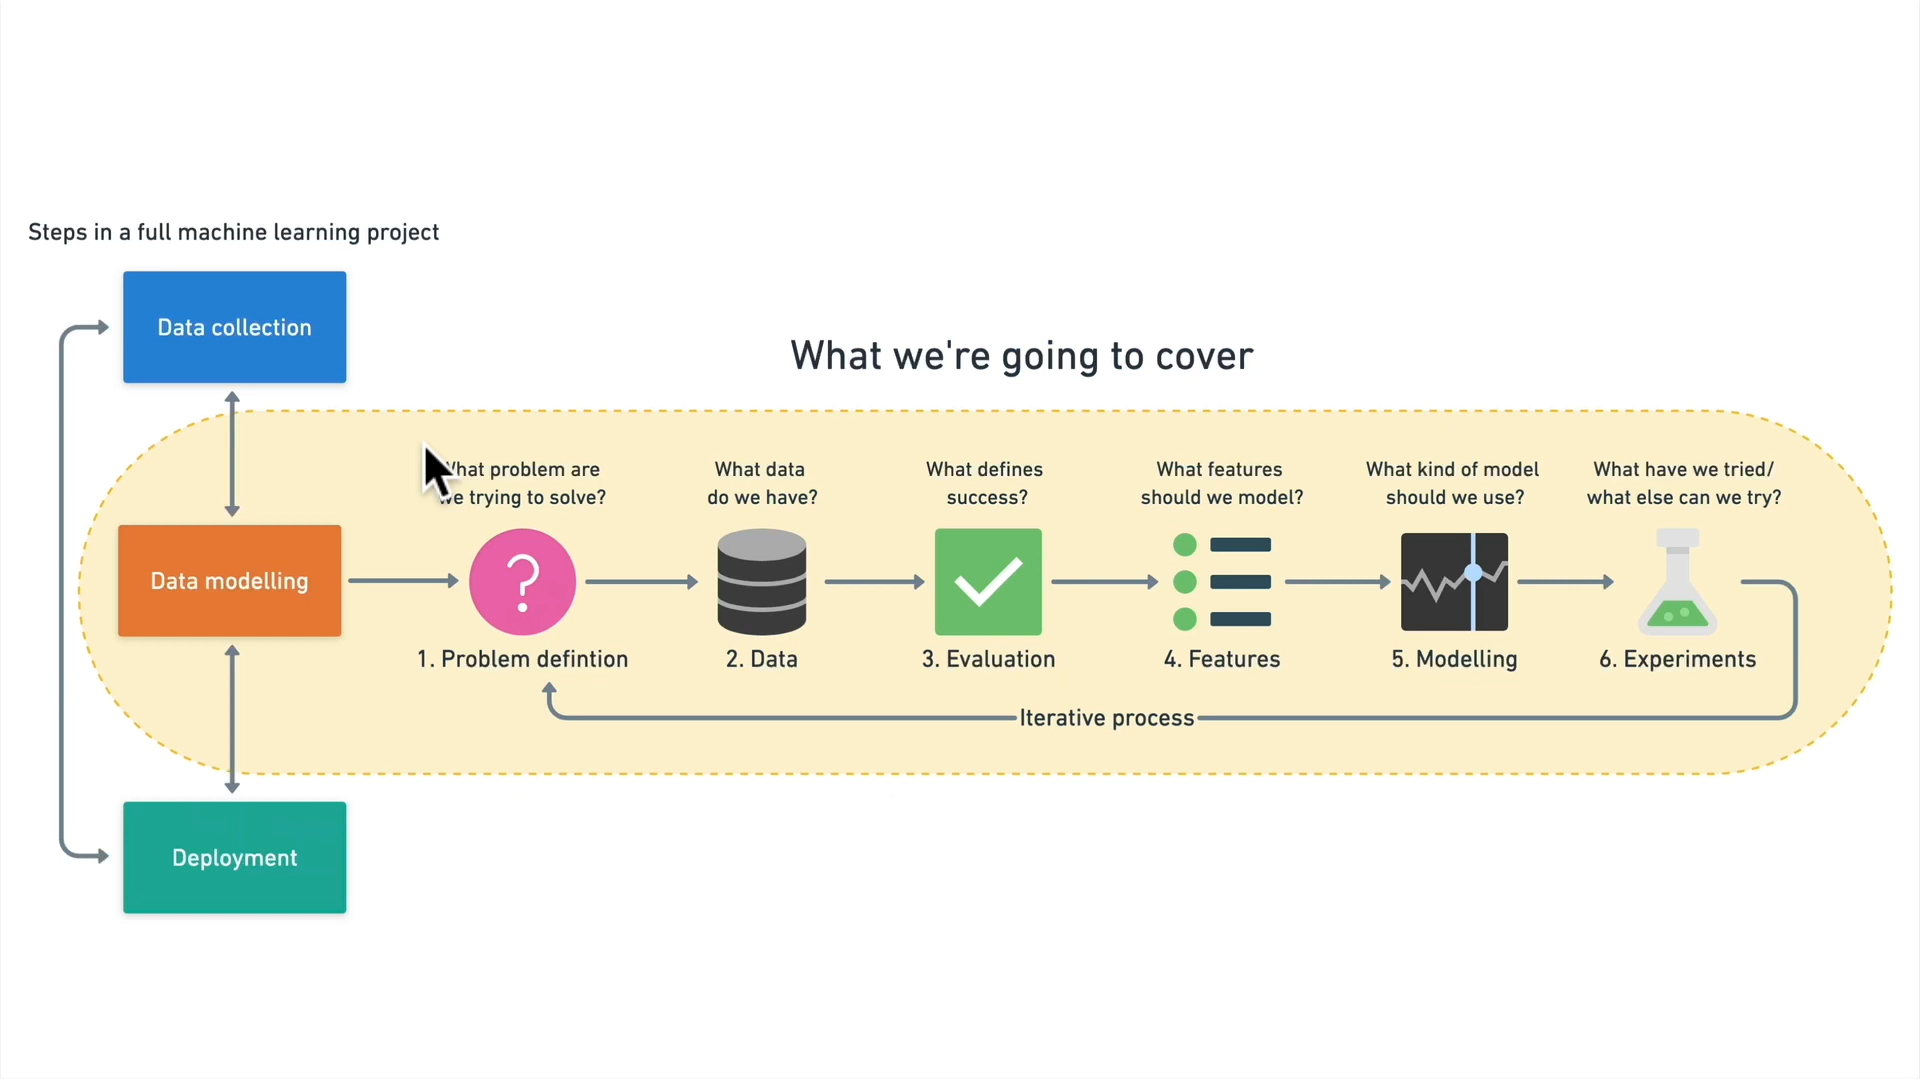 Steps in a full machine learning project
Data collection
What we're going to cover
What problem are
we trying to solve?
What data
do we have?
What defines
success?
What features
should we model?
What kind of model
should we use?
What have we tried/
what else can we try?
Data modelling
1. Problem defintion
2. Data
3. Evaluation
4. Features
5. Modelling
6. Experiments
Iterative process
Deployment